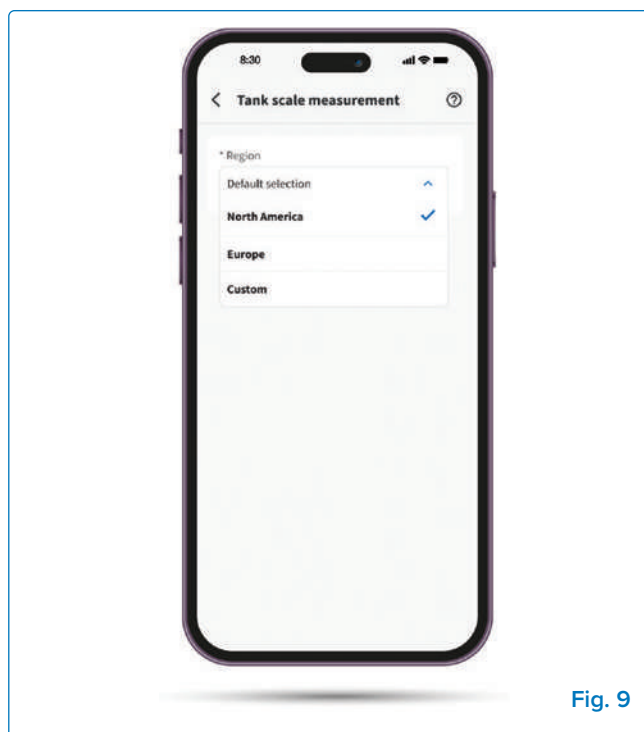 8:30
Tank scale measurement
* Region
Default selection
North America
Europe
Custom
Fig. 9